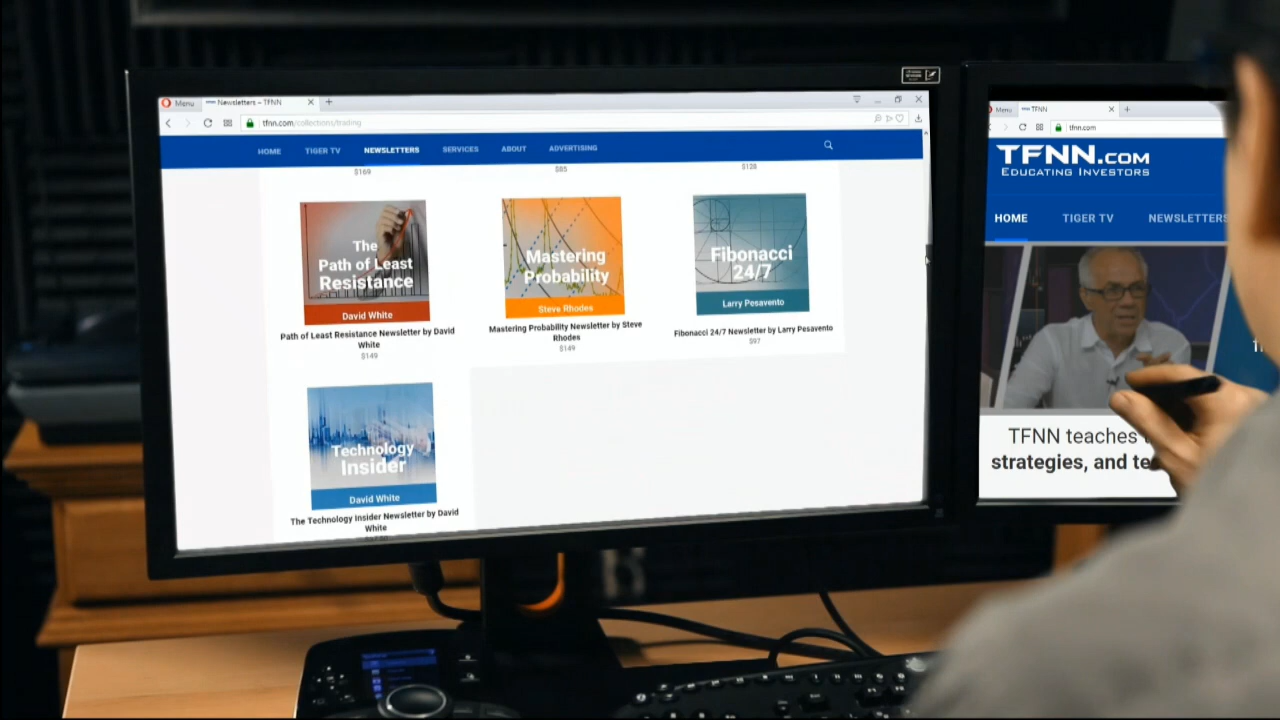 Menu
Newsletters – TFNN
tfnn.com/collections/trading
HOME
TIGER TV
NEWSLETTERS
SERVICES
ABOUT
ADVERTISING
$169
$85
$128
The
Path of Least
Resistance
David White
Path of Least Resistance Newsletter by David
White
$149
Mastering
Probability
Steve Rhodes
Mastering Probability Newsletter by Steve
Rhodes
$149
Fibonacci
24/7
Larry Pesavento
Fibonacci 24/7 Newsletter by Larry Pesavento
$97
Technology
Insider
David White
The Technology Insider Newsletter by David
White
Menu
TFNN
tfnn.com
TFNN.COM
EDUCATING INVESTORS
HOME
TIGER TV
NEWSLETTERS
TFNN teaches
strategies, and